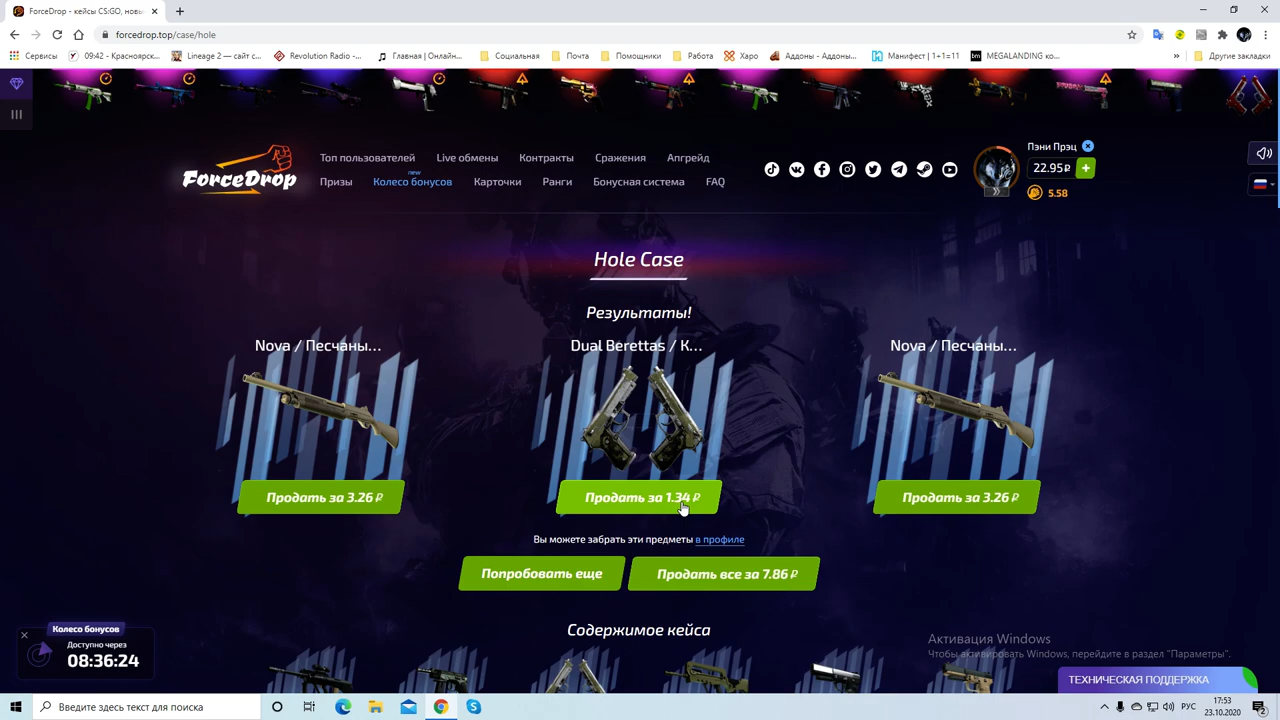 ForceDrop - кейсы CS:GO, новы
forcedrop.top/case/hole
Сервисы
09:42 - Красноярск...
Lineage 2 — сайт с...
Revolution Radio -...
Главная | Онлайн...
Социальная
Почта
Помощники
Работа
Харо
Аддоны - Аддоны...
Манифест | 1+1=11
MEGALANDING ко...
»
Другие закладки
ForceDrop
Топ пользователей
Live обмены
Контракты
Сражения
Апгрейд
Призы
new
Колесо бонусов
Карточки
Ранги
Бонусная система
FAQ
Пэни Прэц
22.95₽
5.58
Hole Case
Результаты!
Nova / Песчаны...
Dual Berettas / К...
Nova / Песчаны...
Продать за 3.26 ₽
Продать за 1.34 ₽
Продать за 3.26 ₽
Вы можете забрать эти предметы в профиле
Попробовать еще
Продать все за 7.86 ₽
Содержимое кейса
Колесо бонусов
Доступно через
08:36:24
Активация Windows
Чтобы активировать Windows, перейдите в раздел "Параметры".
ТЕХНИЧЕСКАЯ ПОДДЕРЖКА
Введите здесь текст для поиска
РУС
17:53
23.10.2020
2